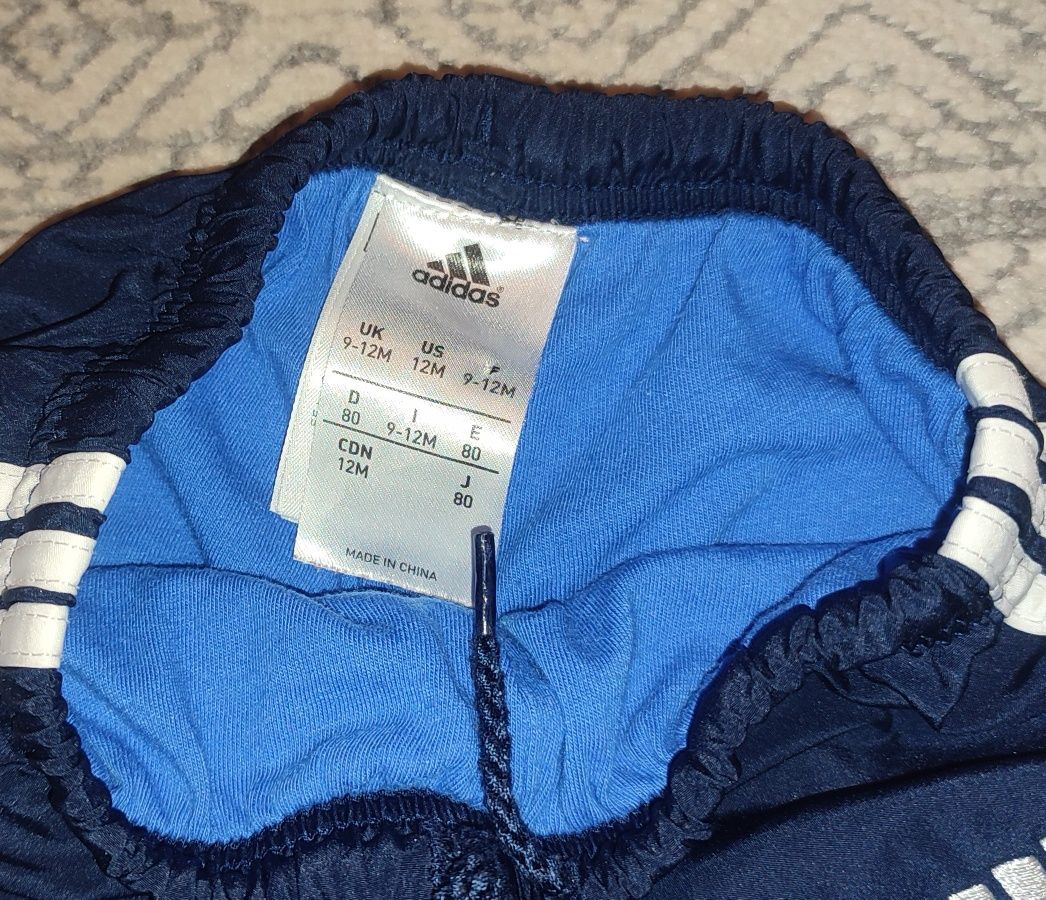 adidas®
UK US F
9-12M 12M 9-12M
D I E
80 9-12M 80
CDN J
12M 80
MADE IN CHINA